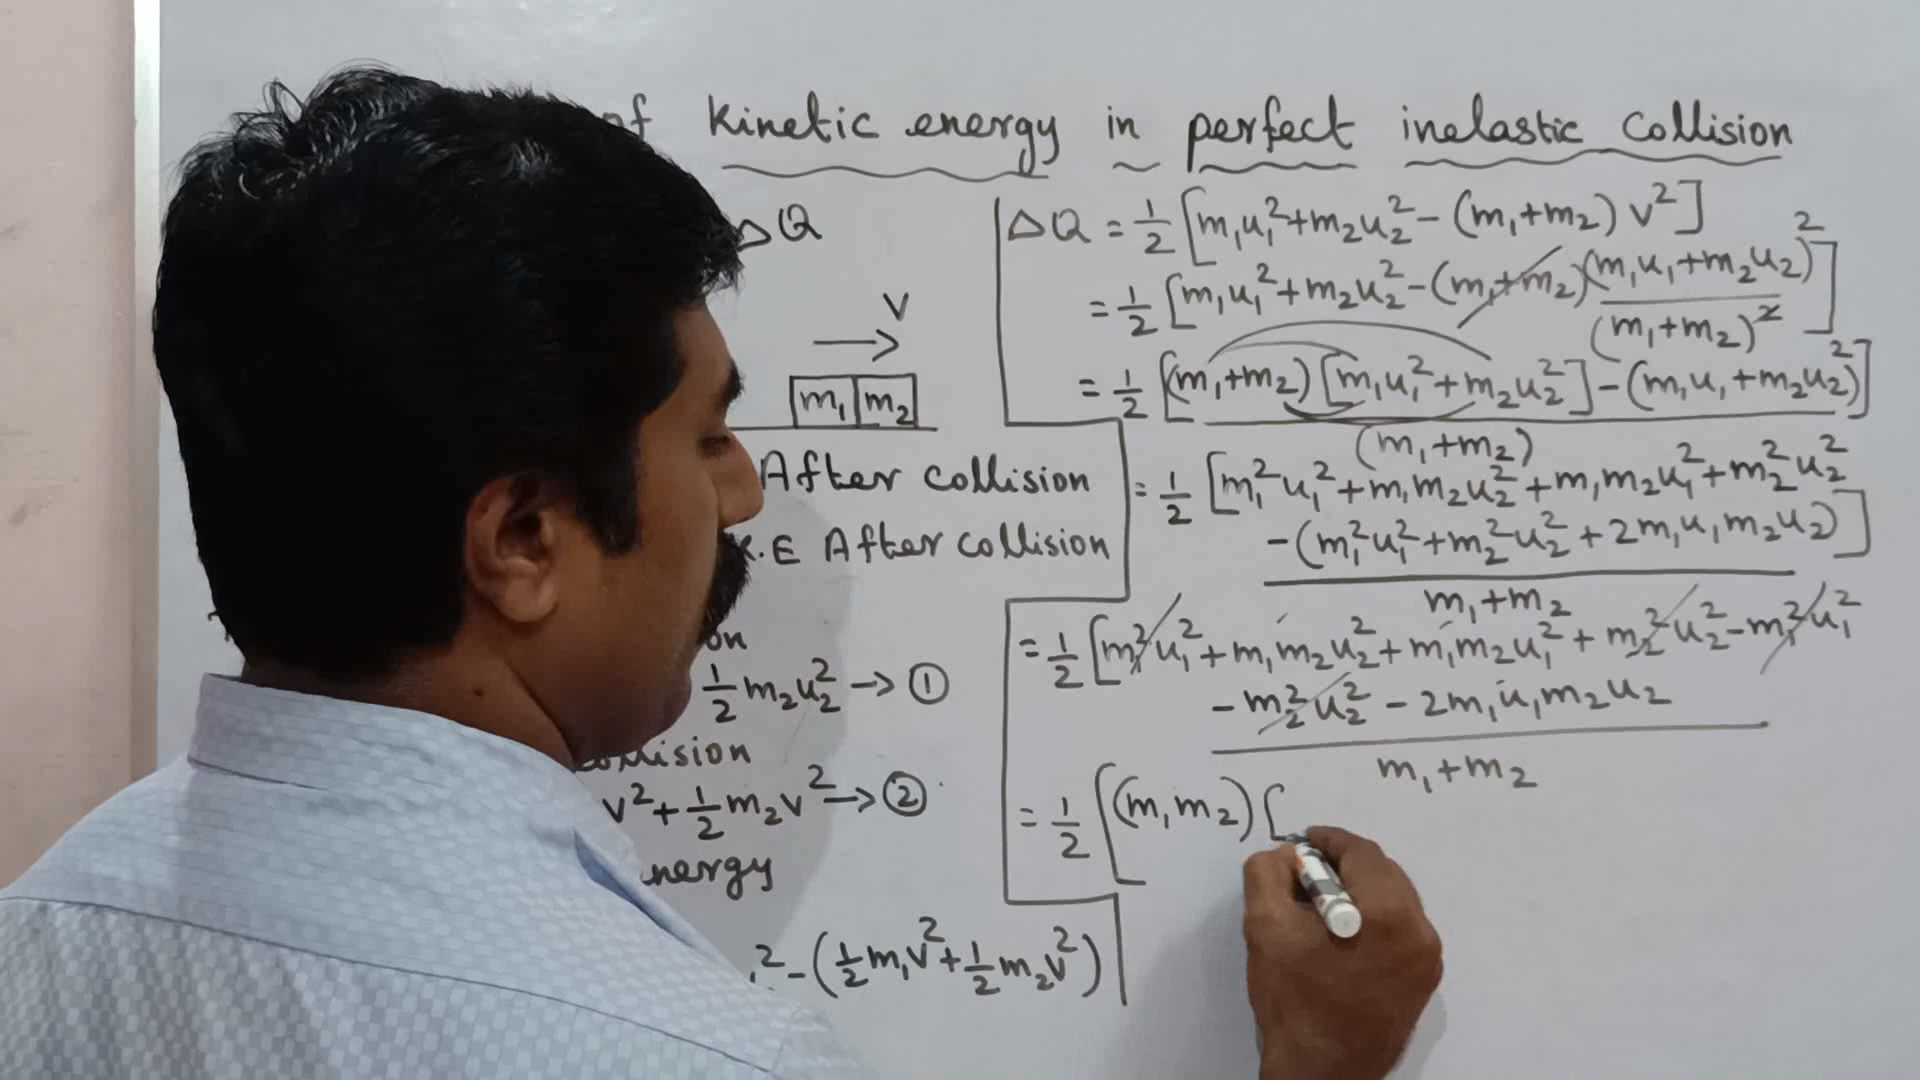 of Kinetic energy in perfect inelastic collision
△Q
V
m₁ m₂
After collision
K.E After collision
on
½ m₂u₂² → ①
collision
v² + ½ m₂v² → ②
energy
² - (½ m₁v² + ½ m₂v²)
△Q = ½ [m₁u₁² + m₂u₂² - (m₁+m₂) v²]
= ½ [m₁u₁² + m₂u₂² - (m₁+m₂) (m₁u₁+m₂u₂)² / (m₁+m₂)²]
= ½ [(m₁+m₂) [m₁u₁² + m₂u₂²] - (m₁u₁+m₂u₂)²]
(m₁+m₂)
= ½ [m₁²u₁² + m₁m₂u₂² + m₁m₂u₁² + m₂²u₂²
- (m₁²u₁² + m₂²u₂² + 2m₁u₁m₂u₂)]
m₁+m₂
= ½ [m₁²u₁² + m₁m₂u₂² + m₁m₂u₁² + m₂²u₂² - m₁²u₁²
- m₂²u₂² - 2m₁u₁m₂u₂
m₁+m₂
= ½ [(m₁m₂) [